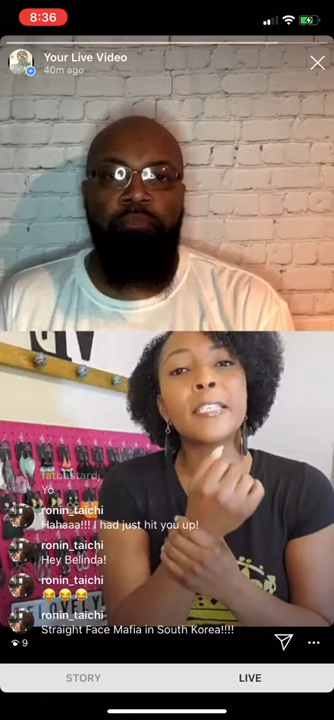 8:36
Your Live Video
40m ago
Yo
ronin_taichi
Hahaaa!!! I had just hit you up!
ronin_taichi
Hey Belinda!
ronin_taichi
😂😂😂
LOVELY
ronin_taichi
Straight Face Mafia in South Korea!!!!
9
STORY
LIVE